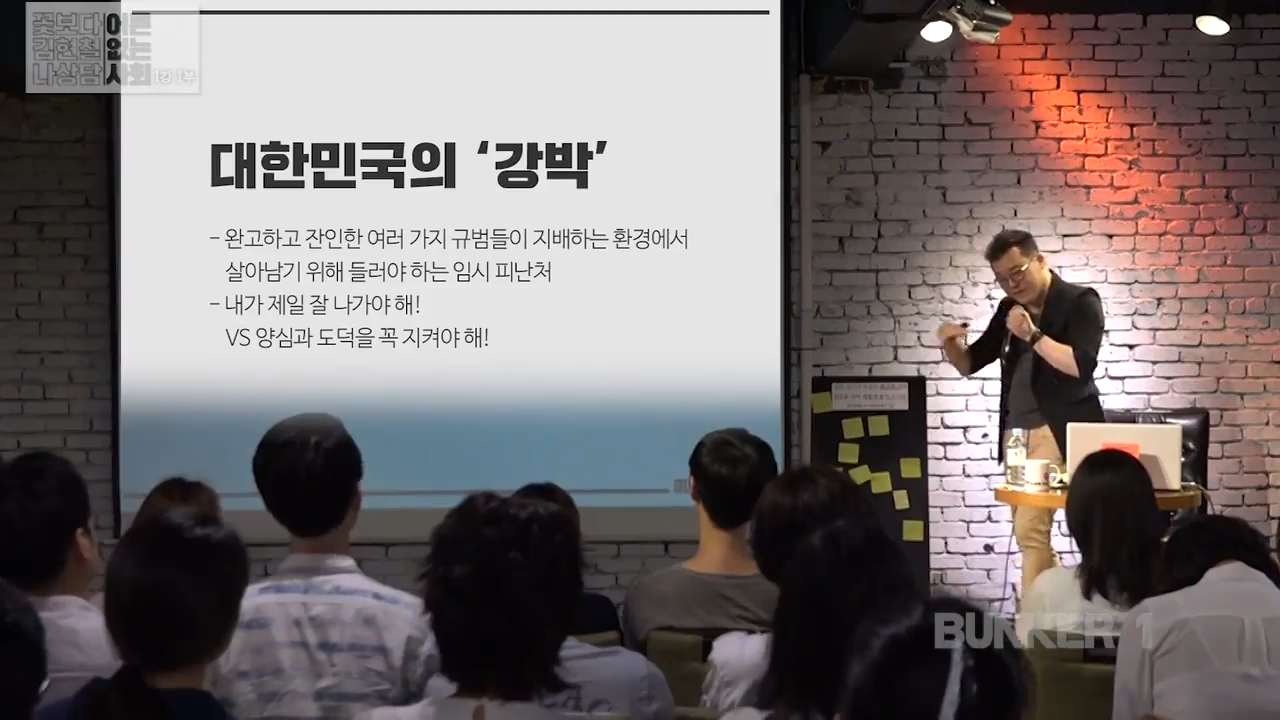 꽃보다어른
김현철없는
나상담사회 1강 1부
대한민국의 ‘강박’
- 완고하고 잔인한 여러 가지 규범들이 지배하는 환경에서
살아남기 위해 들러야 하는 임시 피난처
- 내가 제일 잘 나가야 해!
VS 양심과 도덕을 꼭 지켜야 해!
BUNKER 1